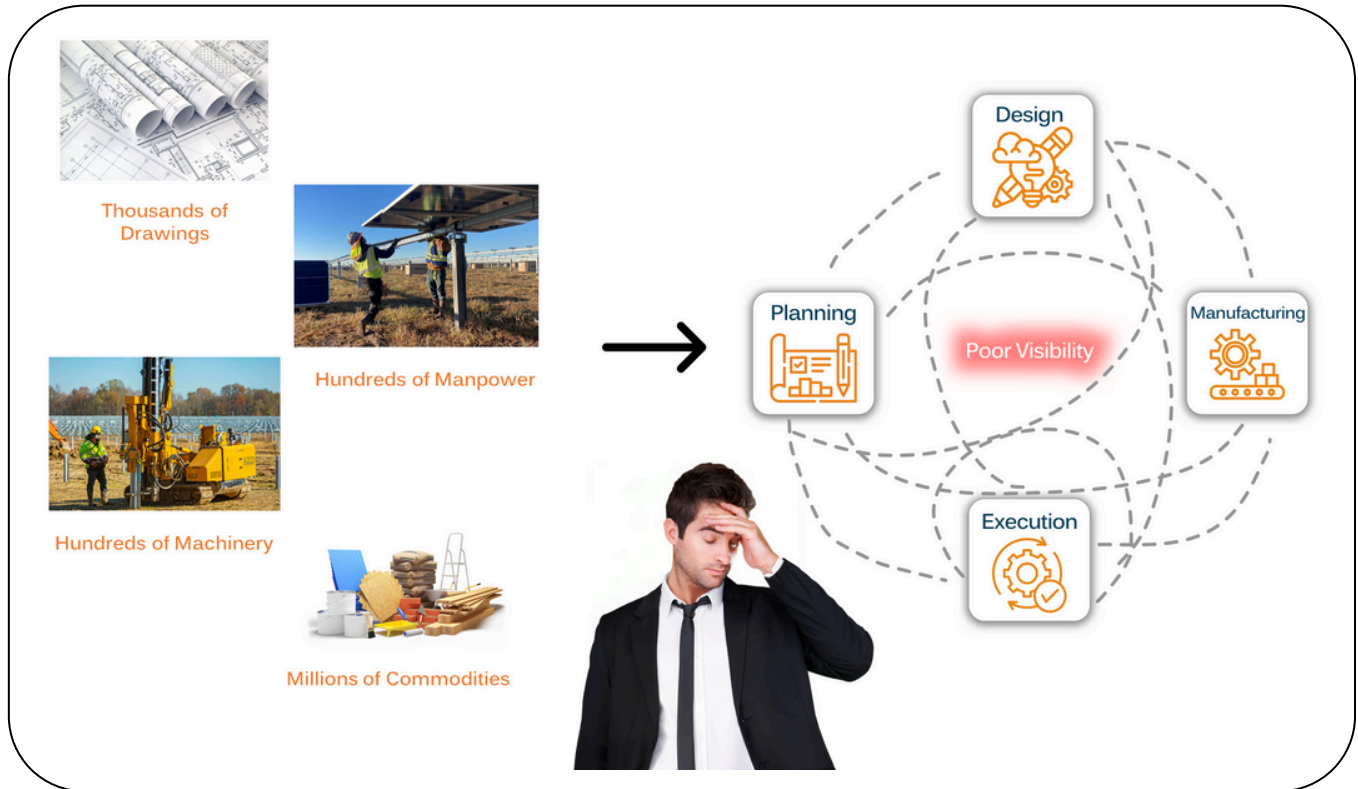 Thousands of
Drawings
Hundreds of Manpower
Hundreds of Machinery
Millions of Commodities
Design
Planning
Poor Visibility
Manufacturing
Execution